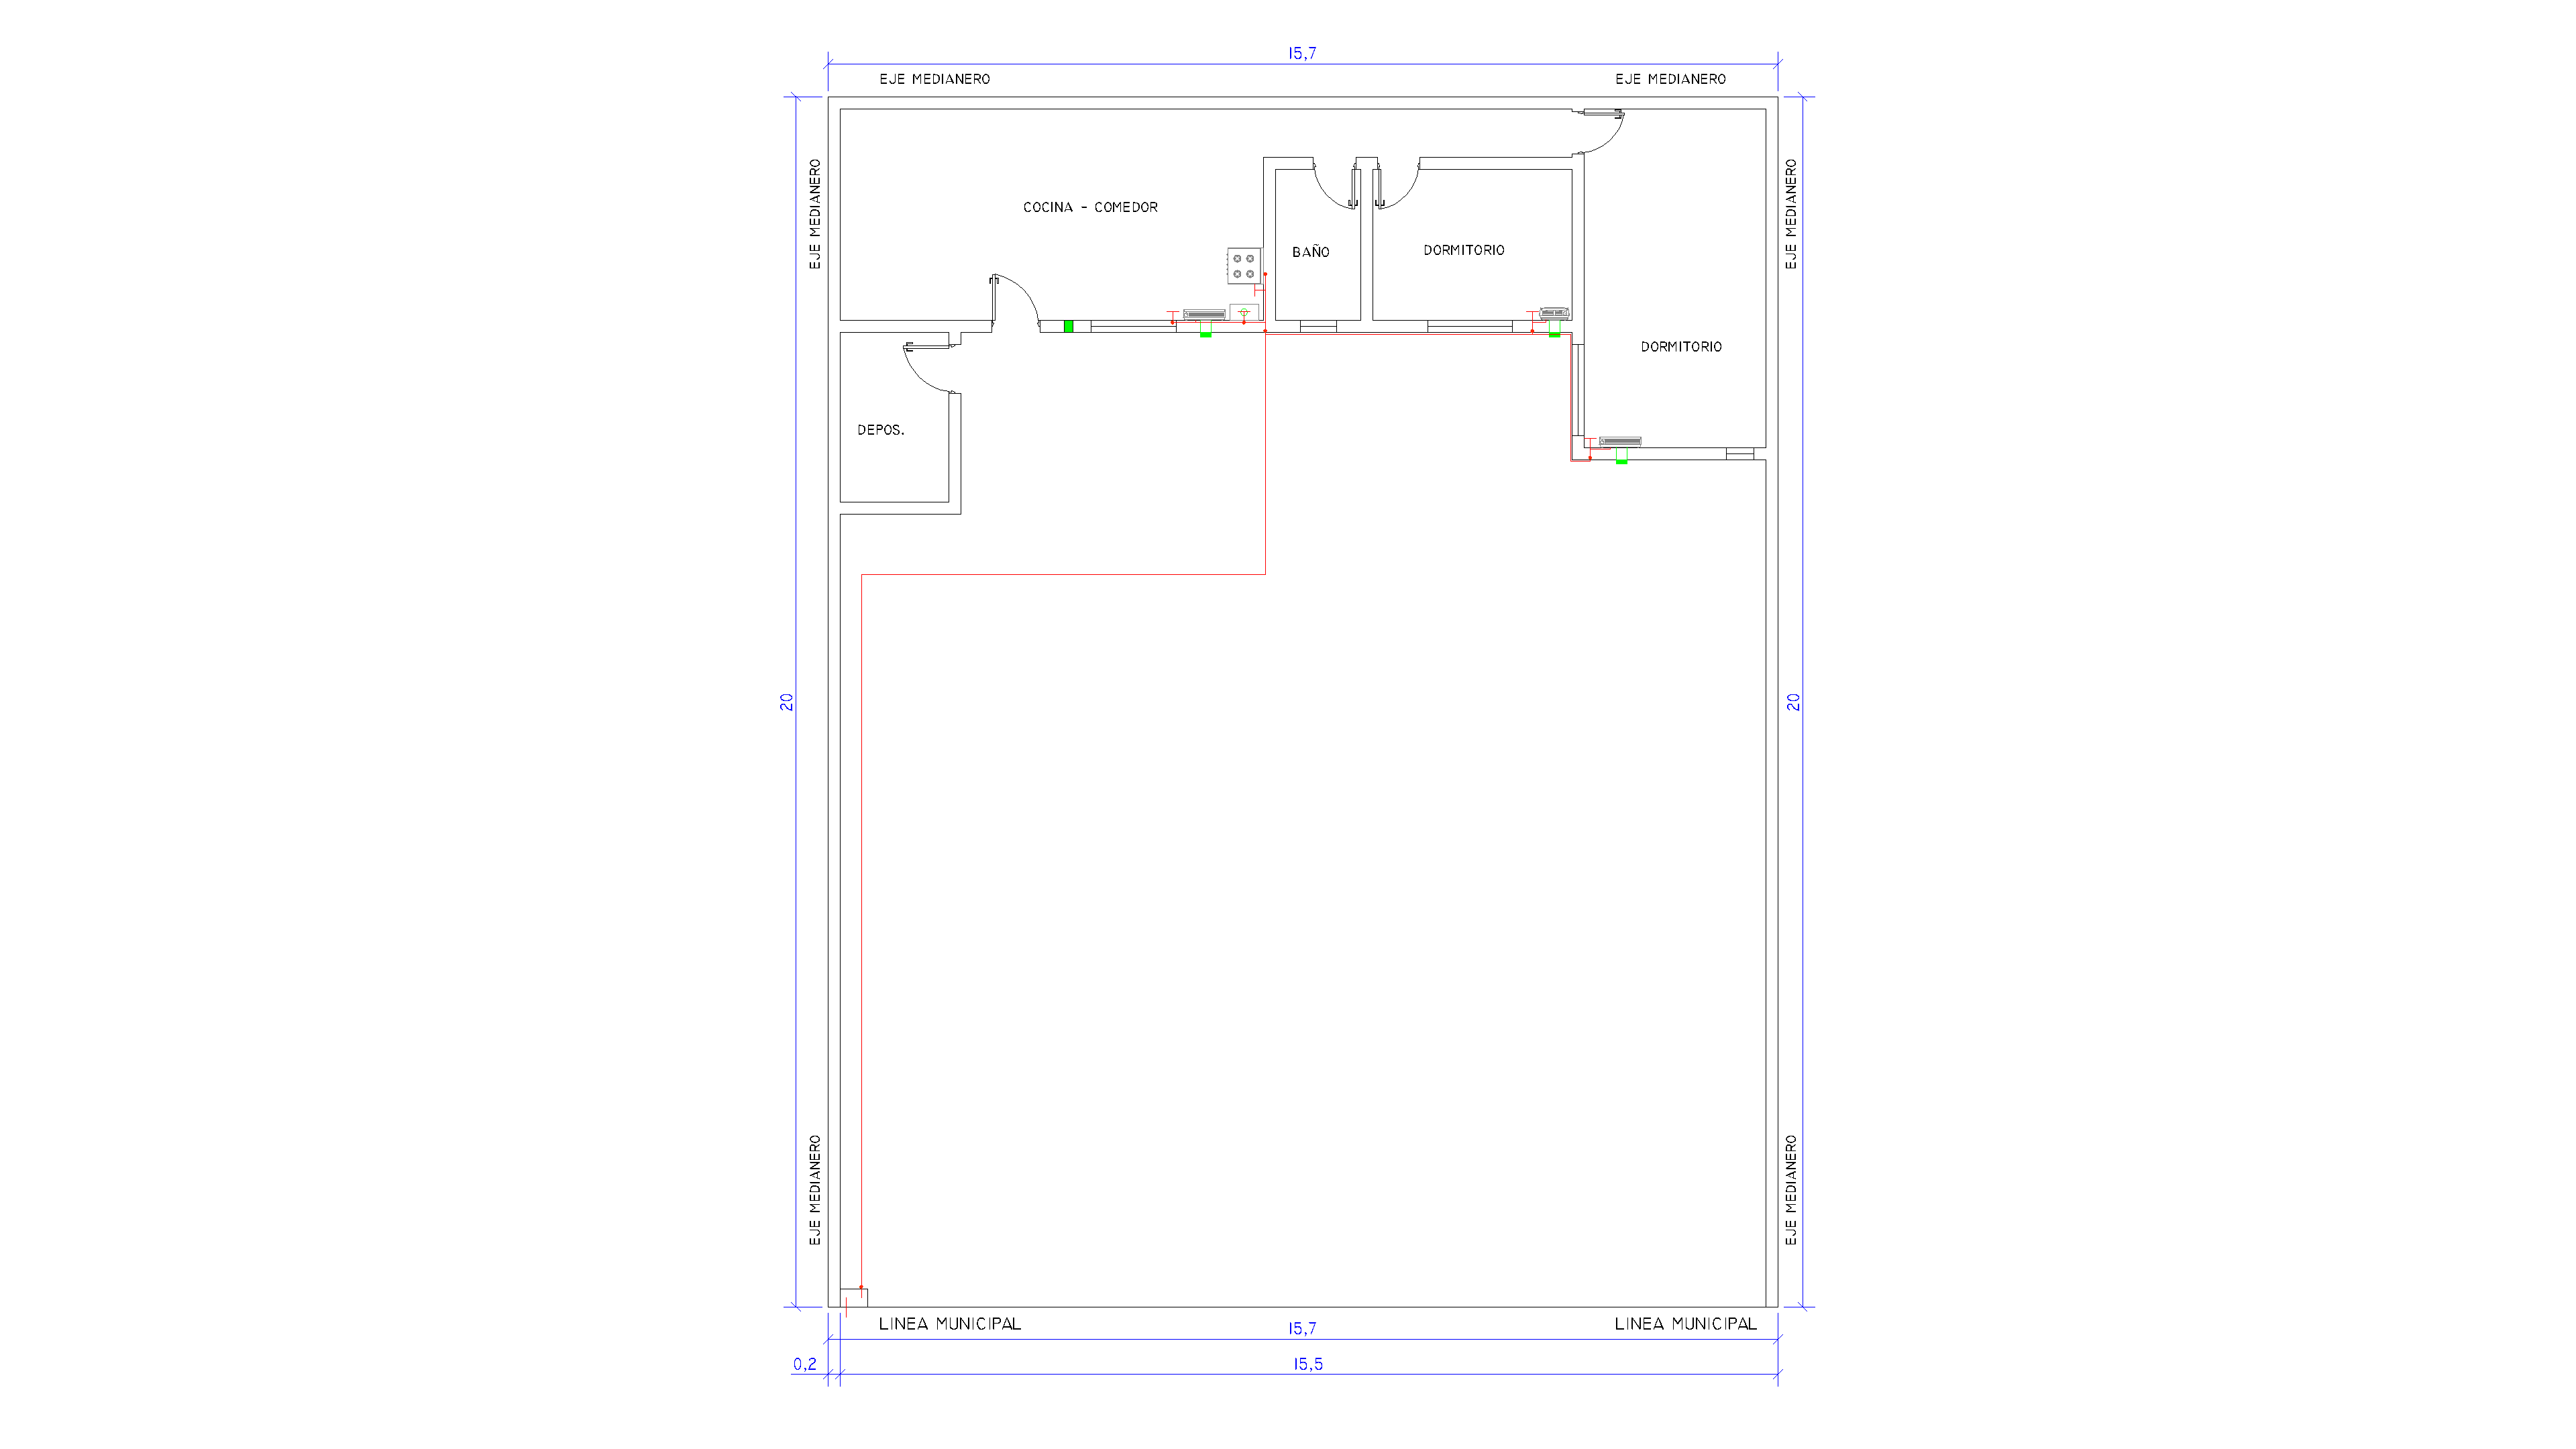 15,7
EJE MEDIANERO
EJE MEDIANERO
EJE MEDIANERO
EJE MEDIANERO
COCINA - COMEDOR
BAÑO
DORMITORIO
DORMITORIO
DEPOS.
20
20
EJE MEDIANERO
EJE MEDIANERO
LINEA MUNICIPAL
LINEA MUNICIPAL
15,7
0,2
15,5